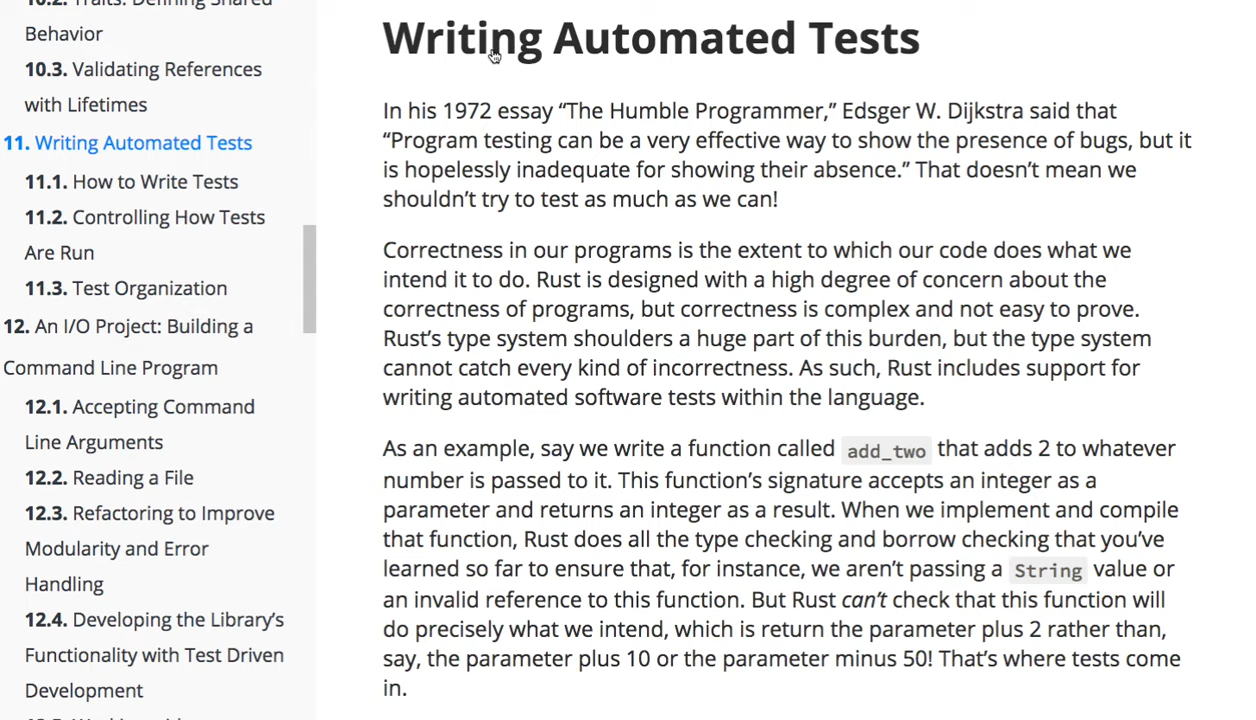 10.2. Traits: Defining Shared
Behavior
10.3. Validating References
with Lifetimes
11. Writing Automated Tests
11.1. How to Write Tests
11.2. Controlling How Tests
Are Run
11.3. Test Organization
12. An I/O Project: Building a
Command Line Program
12.1. Accepting Command
Line Arguments
12.2. Reading a File
12.3. Refactoring to Improve
Modularity and Error
Handling
12.4. Developing the Library’s
Functionality with Test Driven
Development
Writing Automated Tests
In his 1972 essay “The Humble Programmer,” Edsger W. Dijkstra said that
“Program testing can be a very effective way to show the presence of bugs, but it
is hopelessly inadequate for showing their absence.” That doesn’t mean we
shouldn’t try to test as much as we can!
Correctness in our programs is the extent to which our code does what we
intend it to do. Rust is designed with a high degree of concern about the
correctness of programs, but correctness is complex and not easy to prove.
Rust’s type system shoulders a huge part of this burden, but the type system
cannot catch every kind of incorrectness. As such, Rust includes support for
writing automated software tests within the language.
As an example, say we write a function called add_two that adds 2 to whatever
number is passed to it. This function’s signature accepts an integer as a
parameter and returns an integer as a result. When we implement and compile
that function, Rust does all the type checking and borrow checking that you’ve
learned so far to ensure that, for instance, we aren’t passing a String value or
an invalid reference to this function. But Rust can’t check that this function will
do precisely what we intend, which is return the parameter plus 2 rather than,
say, the parameter plus 10 or the parameter minus 50! That’s where tests come
in.